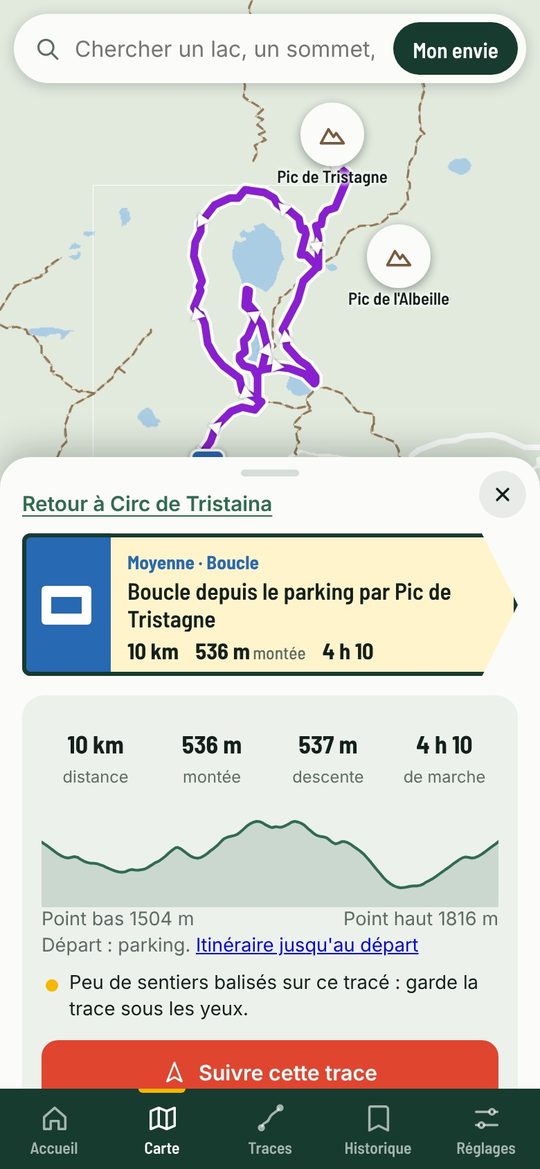 Chercher un lac, un sommet,
Mon envie
Pic de Tristagne
Pic de l'Albeille
Retour à Circ de Tristaina
Moyenne · Boucle
Boucle depuis le parking par Pic de
Tristagne
10 km 536 m montée 4 h 10
10 km 536 m 537 m 4 h 10
distance montée descente de marche
Point bas 1504 m Point haut 1816 m
Départ : parking. Itinéraire jusqu'au départ
Peu de sentiers balisés sur ce tracé : garde la
trace sous les yeux.
Suivre cette trace
Accueil Carte Traces Historique Réglages